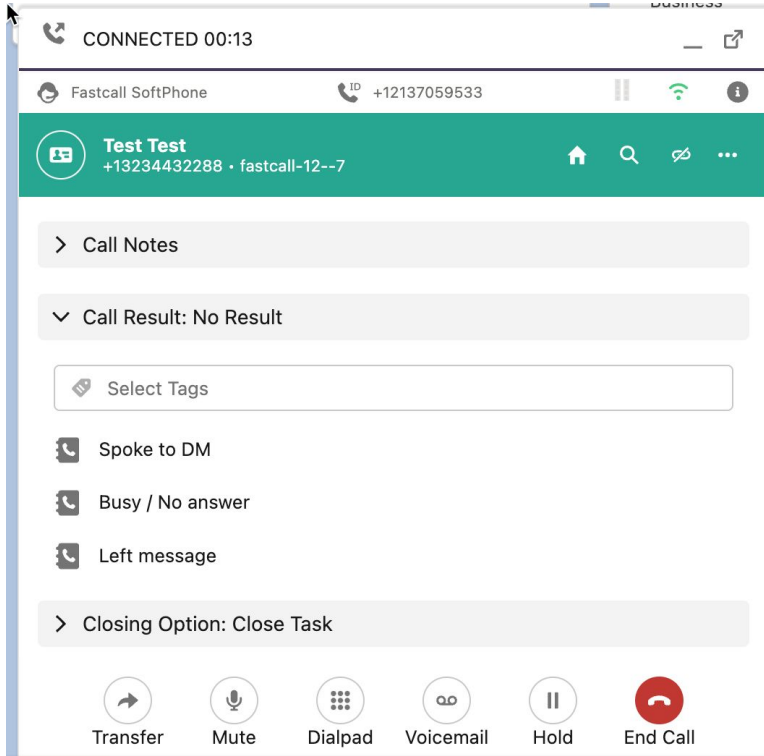 Business
CONNECTED 00:13
Fastcall SoftPhone ID +12137059533
Test Test
+13234432288 • fastcall-12--7
Call Notes
Call Result: No Result
Select Tags
Spoke to DM
Busy / No answer
Left message
Closing Option: Close Task
Transfer Mute Dialpad Voicemail Hold End Call